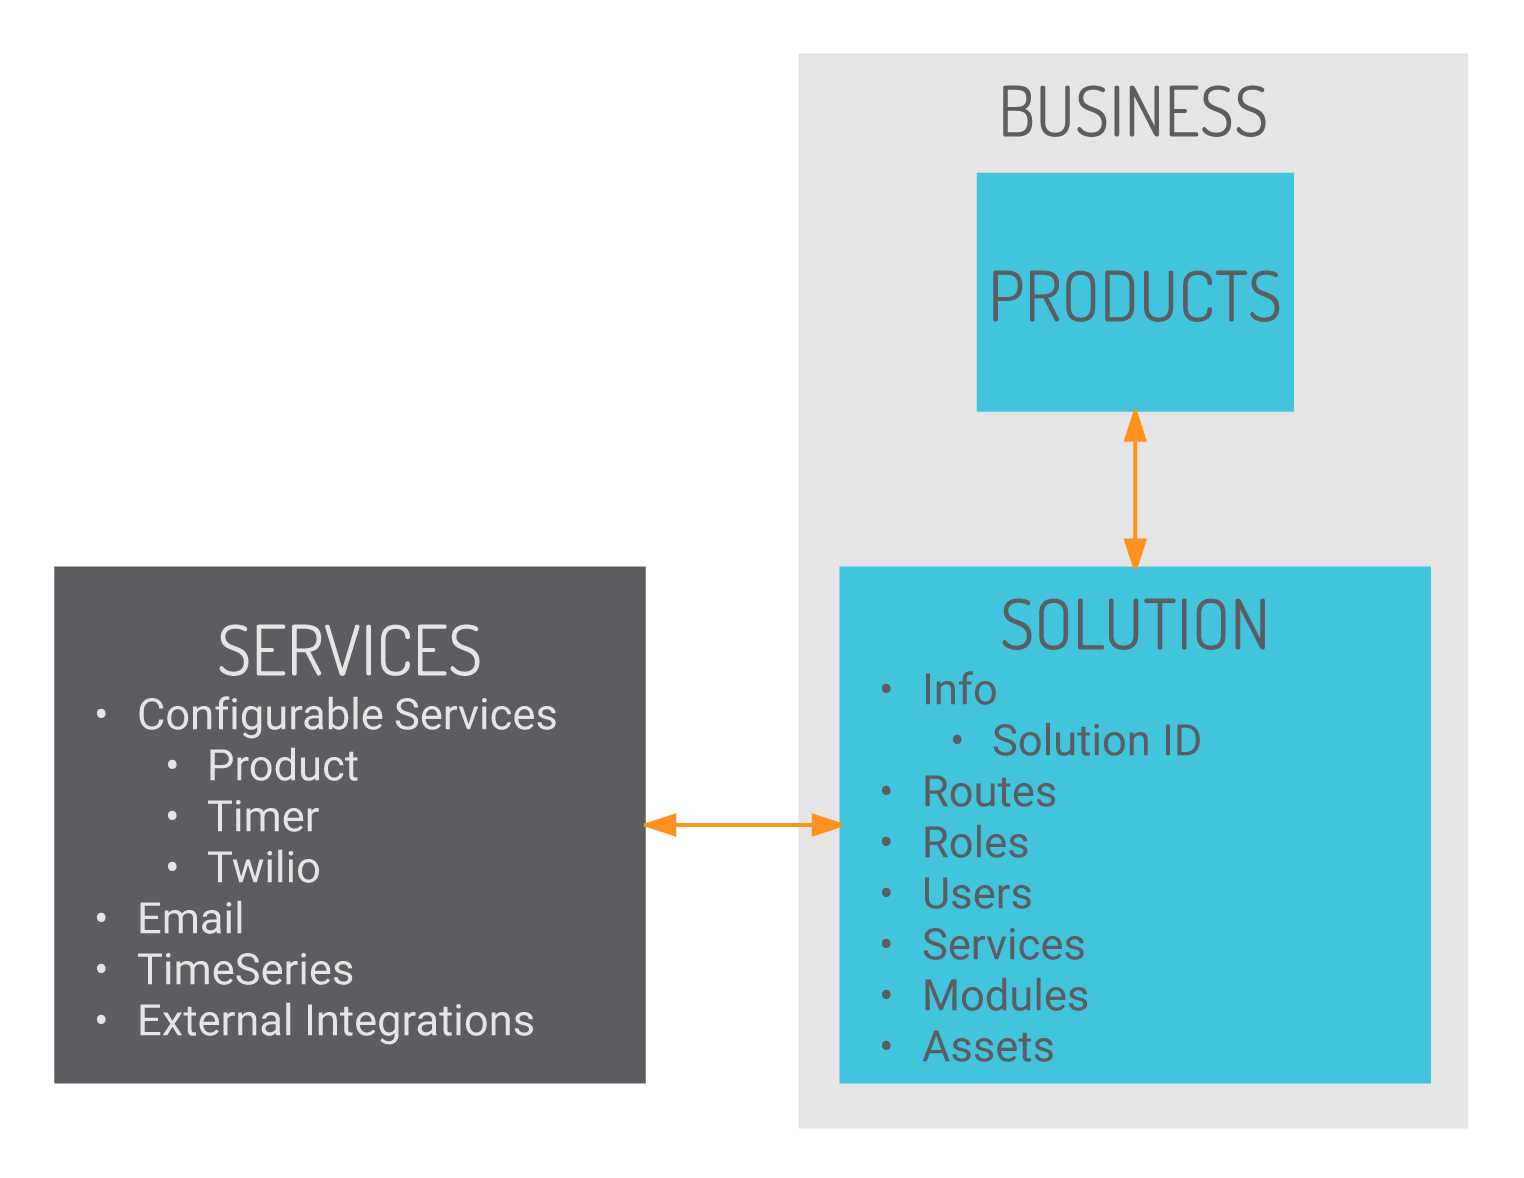 BUSINESS
PRODUCTS
SERVICES
• Configurable Services
• Product
• Timer
• Twilio
• Email
• TimeSeries
• External Integrations
SOLUTION
• Info
• Solution ID
• Routes
• Roles
• Users
• Services
• Modules
• Assets